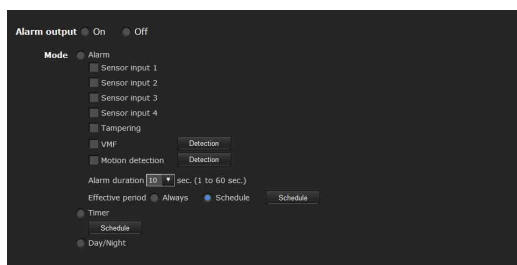 Alarm output On Off
Mode Alarm
Sensor input 1
Sensor input 2
Sensor input 3
Sensor input 4
Tampering
VMF Detection
Motion detection Detection
Alarm duration 10 sec. (1 to 60 sec.)
Effective period Always Schedule Schedule
Timer
Schedule
Day/Night